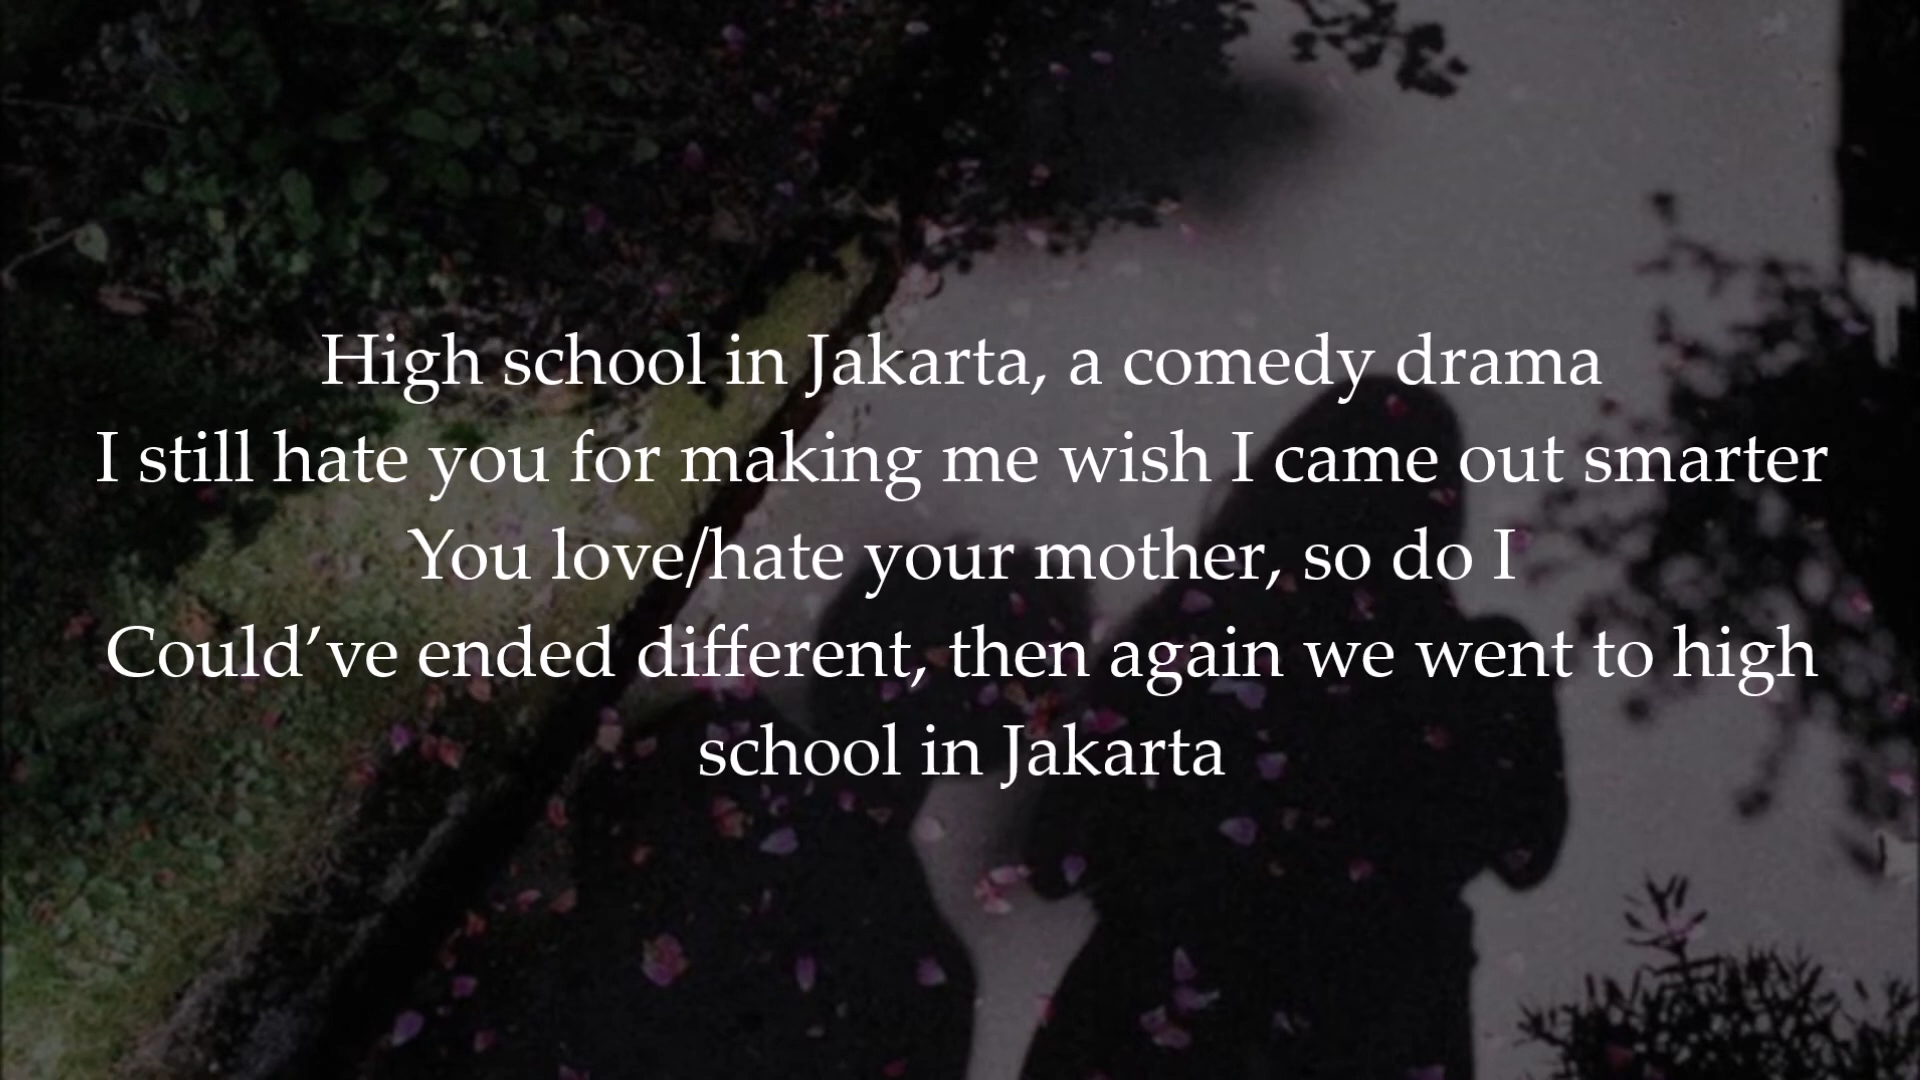 High school in Jakarta, a comedy drama
I still hate you for making me wish I came out smarter
You love/hate your mother, so do I
Could’ve ended different, then again we went to high
school in Jakarta